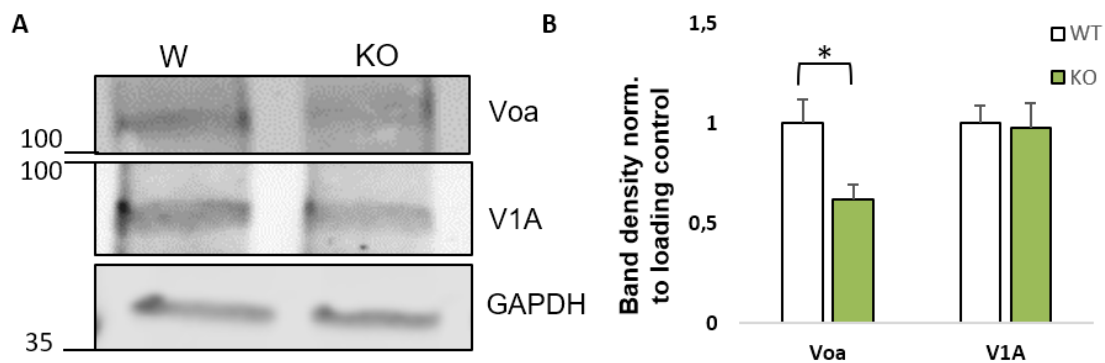 A
W KO
Voa
100
100
V1A
GAPDH
35
B
Band density norm.
to loading control
1,5
1
0,5
0
*
WT
KO
Voa V1A